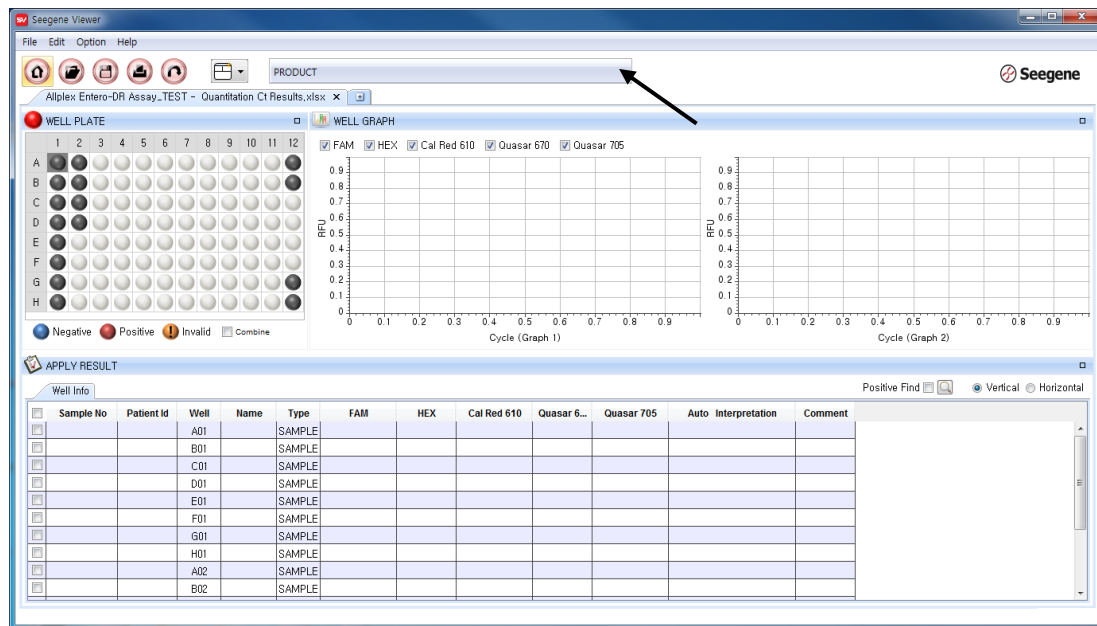 SV Seegene Viewer
File Edit Option Help
PRODUCT
Seegene
Allplex Entero-DR Assay_TEST - Quantitation Ct Results,xlsx
WELL PLATE
WELL GRAPH
1 2 3 4 5 6 7 8 9 10 11 12
A
B
C
D
E
F
G
H
Negative Positive Invalid Combine
FAM HEX Cal Red 610 Quasar 670 Quasar 705
RFU
0.9
0.8
0.7
0.6
0.5
0.4
0.3
0.2
0.1
0
0 0.1 0.2 0.3 0.4 0.5 0.6 0.7 0.8 0.9
Cycle (Graph 1)
RFU
0.9
0.8
0.7
0.6
0.5
0.4
0.3
0.2
0.1
0
0 0.1 0.2 0.3 0.4 0.5 0.6 0.7 0.8 0.9
Cycle (Graph 2)
APPLY RESULT
Well Info
Positive Find Vertical Horizontal
Sample No Patient Id Well Name Type FAM HEX Cal Red 610 Quasar 6... Quasar 705 Auto Interpretation Comment
A01 SAMPLE
B01 SAMPLE
C01 SAMPLE
D01 SAMPLE
E01 SAMPLE
F01 SAMPLE
G01 SAMPLE
H01 SAMPLE
A02 SAMPLE
B02 SAMPLE